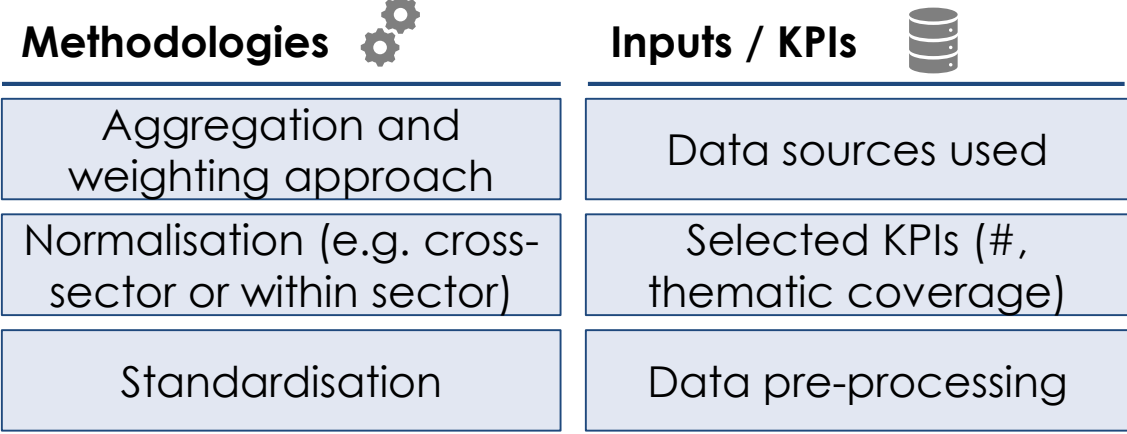 Methodologies
Aggregation and
weighting approach
Normalisation (e.g. cross-
sector or within sector)
Standardisation
Inputs / KPIs
Data sources used
Selected KPIs (#,
thematic coverage)
Data pre-processing